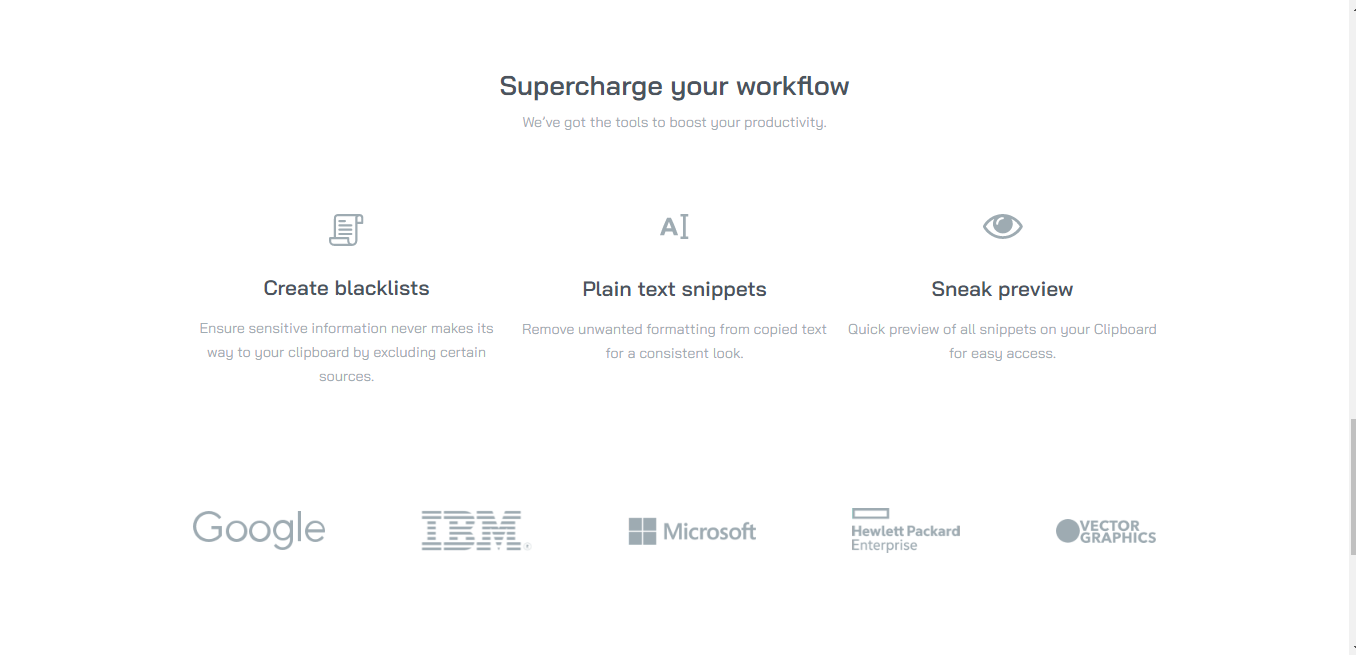 Supercharge your workflow
We’ve got the tools to boost your productivity.
AI
Create blacklists
Plain text snippets
Sneak preview
Ensure sensitive information never makes its
way to your clipboard by excluding certain
sources.
Remove unwanted formatting from copied text
for a consistent look.
Quick preview of all snippets on your Clipboard
for easy access.
Google
IBM
Microsoft
Hewlett Packard
Enterprise
VECTOR
GRAPHICS